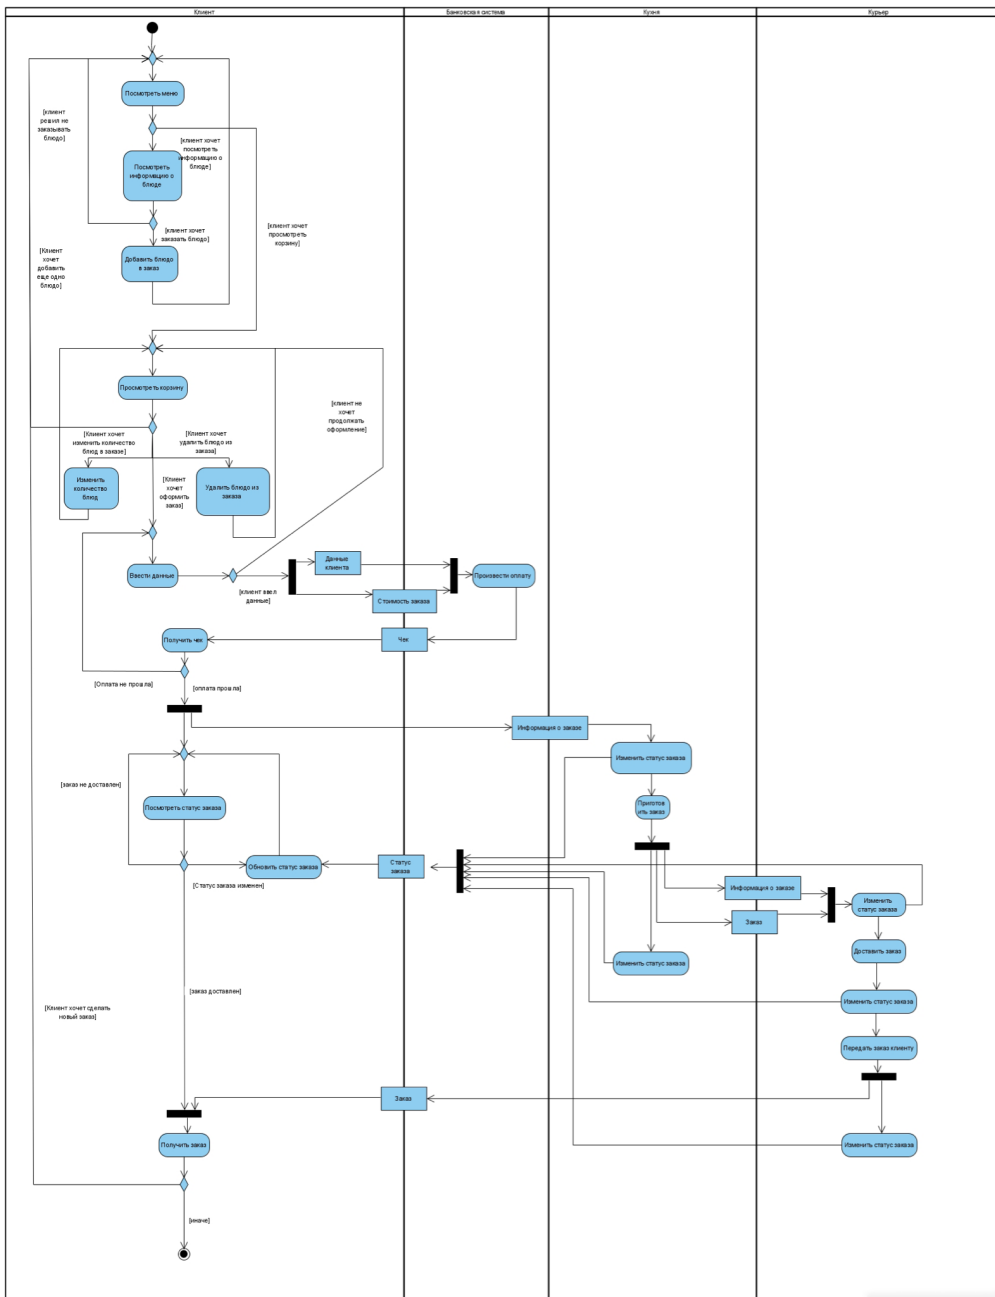 Клиент
Банковская система
Кухня
Курьер
Посмотреть меню
[клиент
решил не
заказывать
блюдо]
[клиент хочет
посмотреть
информацию о
блюде]
Посмотреть
информацию о
блюде
[клиент хочет
заказать блюдо]
[клиент хочет
просмотреть
корзину]
[Клиент
хочет
добавить
еще одно
блюдо]
Добавить блюдо
в заказ
Просмотреть корзину
[клиент не
хочет
продолжать
оформление]
[Клиент хочет
изменить количество
блюд в заказе]
[Клиент хочет
удалить блюдо из
заказа]
Изменить
количество
блюд
[Клиент
хочет
оформить
заказ]
Удалить блюдо из
заказа
Ввести данные
[клиент ввел
данные]
Данные
клиента
Стоимость заказа
Произвести оплату
Получить чек
Чек
[Оплата не прошла]
[оплата прошла]
Информация о заказе
Изменить статус заказа
[заказ не доставлен]
Посмотреть статус заказа
Приготов
ить заказ
Обновить статус заказа
Статус
заказа
[Статус заказа изменен]
Информация о заказе
Заказ
Изменить
статус заказа
Изменить статус заказа
Доставить заказ
[заказ доставлен]
Изменить статус заказа
[Клиент хочет сделать
новый заказ]
Передать заказ клиенту
Заказ
Получить заказ
Изменить статус заказа
[иначе]